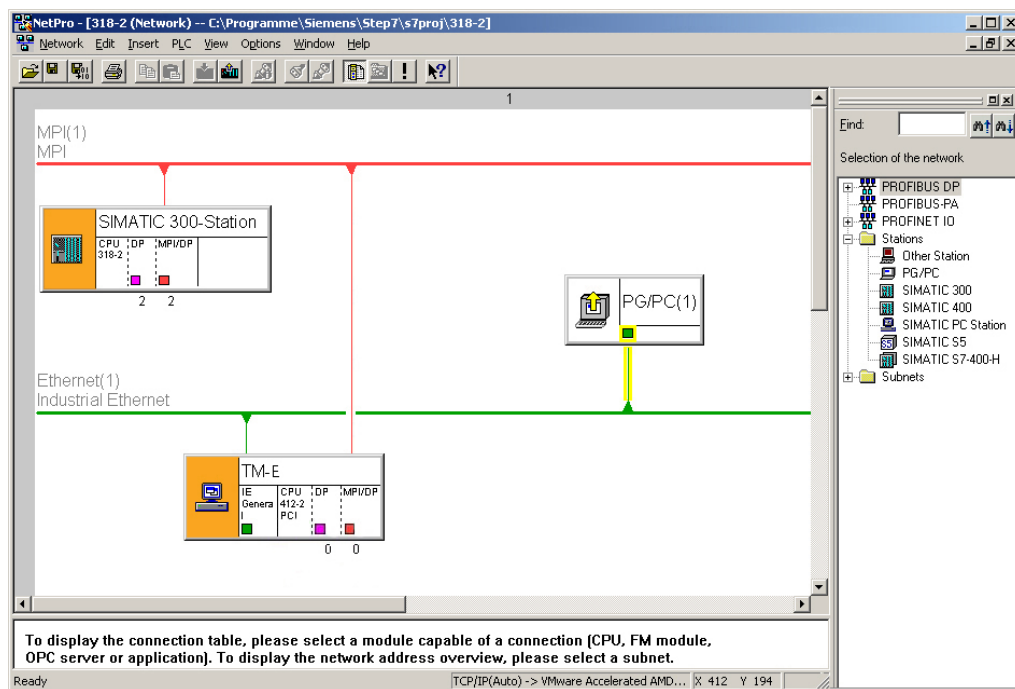 NetPro - [318-2 (Network) -- C:\Programme\Siemens\Step7\s7proj\318-2]
Network Edit Insert PLC View Options Window Help
1
MPI(1)
MPI
SIMATIC 300-Station
CPU DP MPI/DP
318-2
2 2
PG/PC(1)
Ethernet(1)
Industrial Ethernet
TM-E
IE CPU DP MPI/DP
Genera 412-2
l PCI
0 0
Find:
Selection of the network
PROFIBUS DP
PROFIBUS-PA
PROFINET IO
Stations
Other Station
PG/PC
SIMATIC 300
SIMATIC 400
SIMATIC PC Station
SIMATIC S5
SIMATIC S7-400-H
Subnets
To display the connection table, please select a module capable of a connection (CPU, FM module,
OPC server or application). To display the network address overview, please select a subnet.
Ready TCP/IP(Auto) -> VMware Accelerated AMD... X 412 Y 194